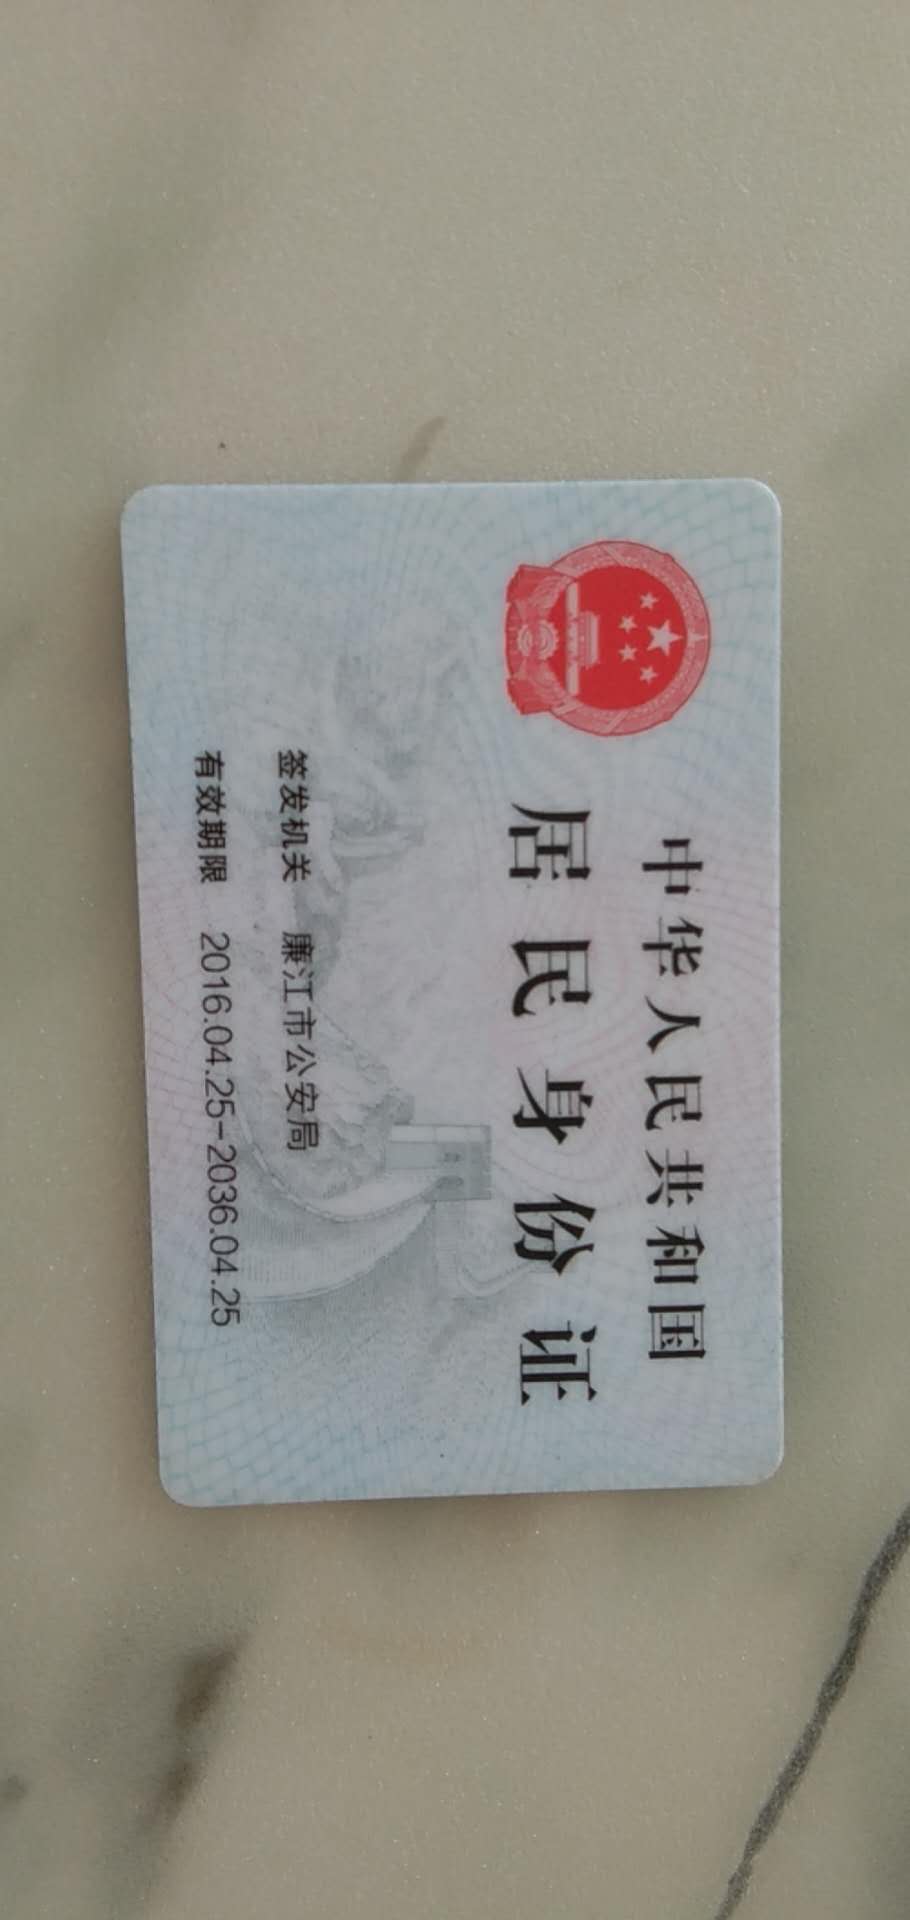 中华人民共和国
居民身份证
签发机关 廉江市公安局
有效期限 2016.04.25-2036.04.25